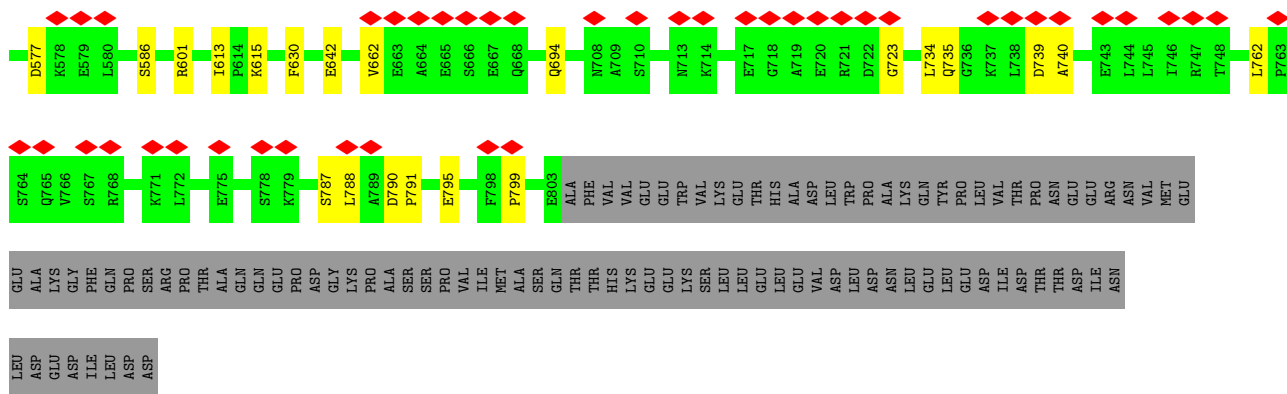 D577 K578 E579 L580 S586 R601 I613 P614 K615 F630 E642 V662 E663 A664 E665 S666 E667 Q668 Q694 N708 A709 S710 N713 K714 E717 G718 A719 E720 R721 D722 G723 L734 Q735 G736 K737 L738 D739 A740 E743 L744 L745 I746 R747 T748 L762 P763
S764 Q765 V766 S767 R768 K771 L772 E775 S778 K779 S787 L788 A789 D790 P791 E795 F798 P799 E803 ALA PHE VAL VAL GLU GLU TRP VAL LYS GLU THR HIS ALA ASP LEU TRP PRO ALA LYS GLN TYR PRO LEU VAL THR PRO ASN GLU GLU ARG ASN VAL MET GLU
GLU ALA LYS GLY PHE GLN PRO SER ARG PRO THR ALA GLN GLN GLU PRO ASP GLY LYS PRO ALA SER SER PRO VAL ILE MET ALA SER GLN THR THR HIS LYS GLU GLU LYS SER LEU LEU GLU LEU GLU VAL ASP LEU ASP ASN LEU GLU LEU GLU ASP ILE ASP THR THR ASP ILE ASN
LEU ASP GLU ASP ILE LEU ASP ASP